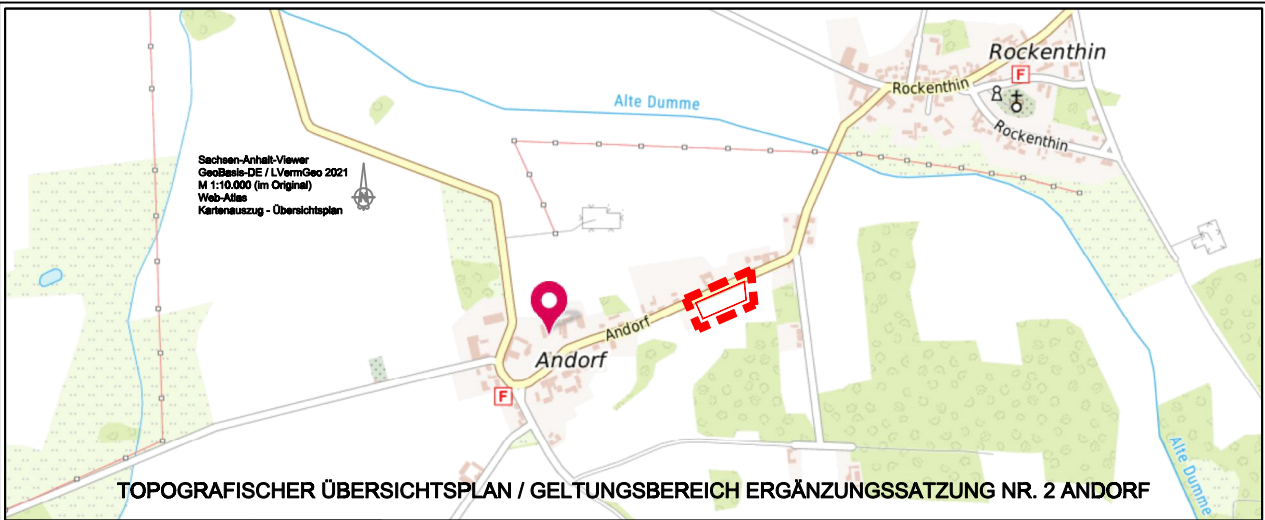 Rockenthin
F
Rockenthin
Alte Dumme
Rockenthin
Sachsen-Anhalt-Viewer
GeoBasis-DE / LVermGeo 2021
M 1:10.000 (im Original)
Web-Atlas
Kartenauszug - Übersichtsplan
N
Andorf
Andorf
F
Alte Dumme
TOPOGRAFISCHER ÜBERSICHTSPLAN / GELTUNGSBEREICH ERGÄNZUNGSSATZUNG NR. 2 ANDORF